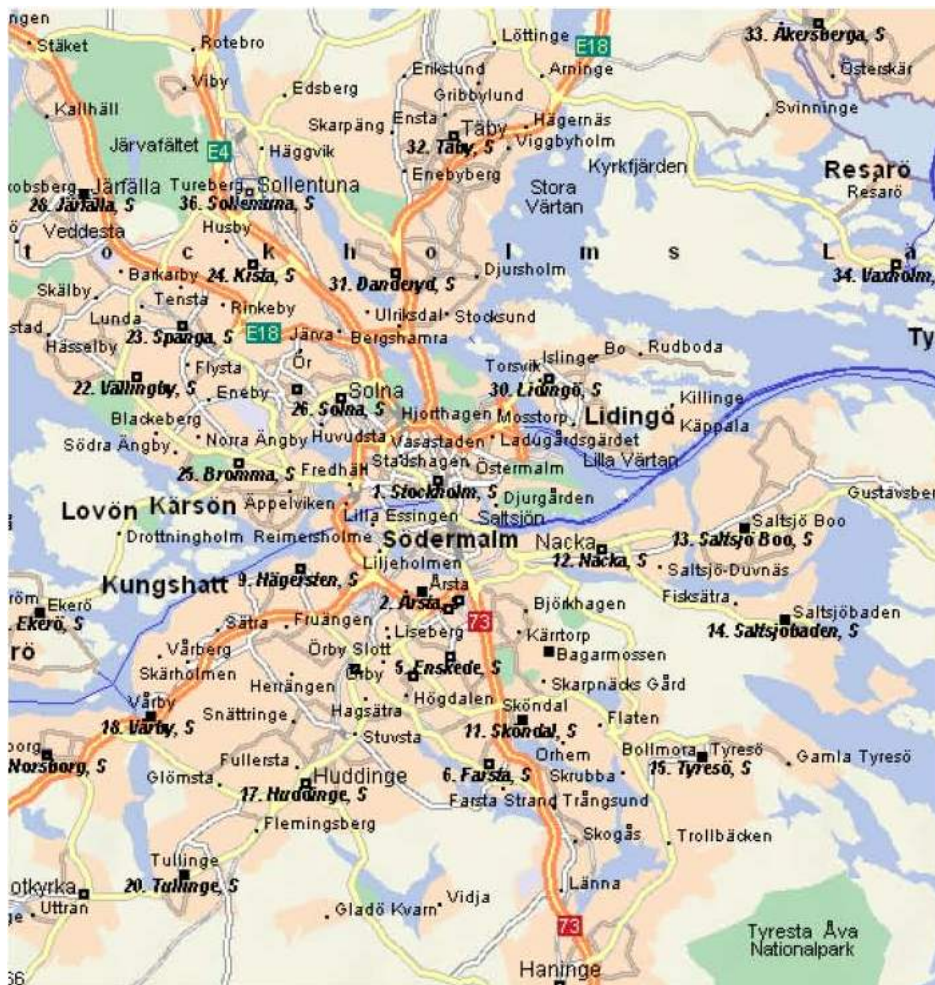 ngen
Stäket
Rotebro
Löttinge
E18
33. Åkersberga, S
Viby
Edsberg
Erikslund
Arninge
Österskär
Kallhäll
Gribbylund
Svinninge
Skarpäng
Ensta
Täby
Hägernäs
Järvafältet
E4
Häggvik
32. Täby, S
Viggbyholm
Enebyberg
Kyrkfjärden
Resarö
Resarö
kobsberg
Järfälla
Tureberg
Sollentuna
Stora
Värtan
28. Järfälla, S
36. Sollentuna, S
Veddesta
Husby
t o c k h o l m s L ä
Barkarby
24. Kista, S
31. Danderyd, S
Djursholm
34. Vaxholm,
Skälby
Tensta
Rinkeby
Lunda
Ulriksdal
Stocksund
stad
23. Spånga, S
E18
Järva
Bergshamra
Ty
Hässelby
Flysta
Ör
Torsvik
Islinge
Bo
Rudboda
22. Vällingby, S
Eneby
26. Solna, S
Solna
30. Lidingö, S
Killinge
Blackeberg
Hjorthagen
Mosstorp
Lidingö
Käppala
Södra Ängby
Norra Ängby
Huvudsta
Vasastaden
Ladugårdsgärdet
Stadshagen
Lilla Värtan
25. Bromma, S
Fredhäll
Östermalm
1. Stockholm, S
Djurgården
Gustavsber
Lovön
Kärsön
Äppelviken
Lilla Essingen
Saltsjön
Saltsjö Boo
Drottningholm
Reimersholme
Södermalm
Nacka
13. Saltsjö Boo, S
Liljeholmen
12. Nacka, S
Kungshatt
9. Hägersten, S
Årsta
Saltsjö-Duvnäs
röm
Ekerö
2. Årsta,
Fisksätra
Saltsjöbaden
. Ekerö, S
Sätra
Fruängen
Liseberg
73
Björkhagen
14. Saltsjöbaden, S
rö
Vårberg
Örby Slott
Kärrtorp
Skärholmen
Örby
5. Enskede, S
Bagarmossen
Herrängen
Högdalen
Skarpnäcks Gård
Vårby
Snättringe
Hagsätra
Sköndal
18. Vårby, S
11. Sköndal, S
Flaten
borg
Stuvsta
Orhem
Bollmora
Tyresö
Norsborg, S
Fullersta
6. Farsta, S
15. Tyresö, S
Gamla Tyresö
Glömsta
Huddinge
Skrubba
17. Huddinge, S
Farsta Strand
Trångsund
Flemingsberg
Skogås
Trollbäcken
Tullinge
20. Tullinge, S
otkyrka
Länna
Uttran
Vidja
Gladö Kvarn
73
Tyresta Åva
Nationalpark
Haninge
66